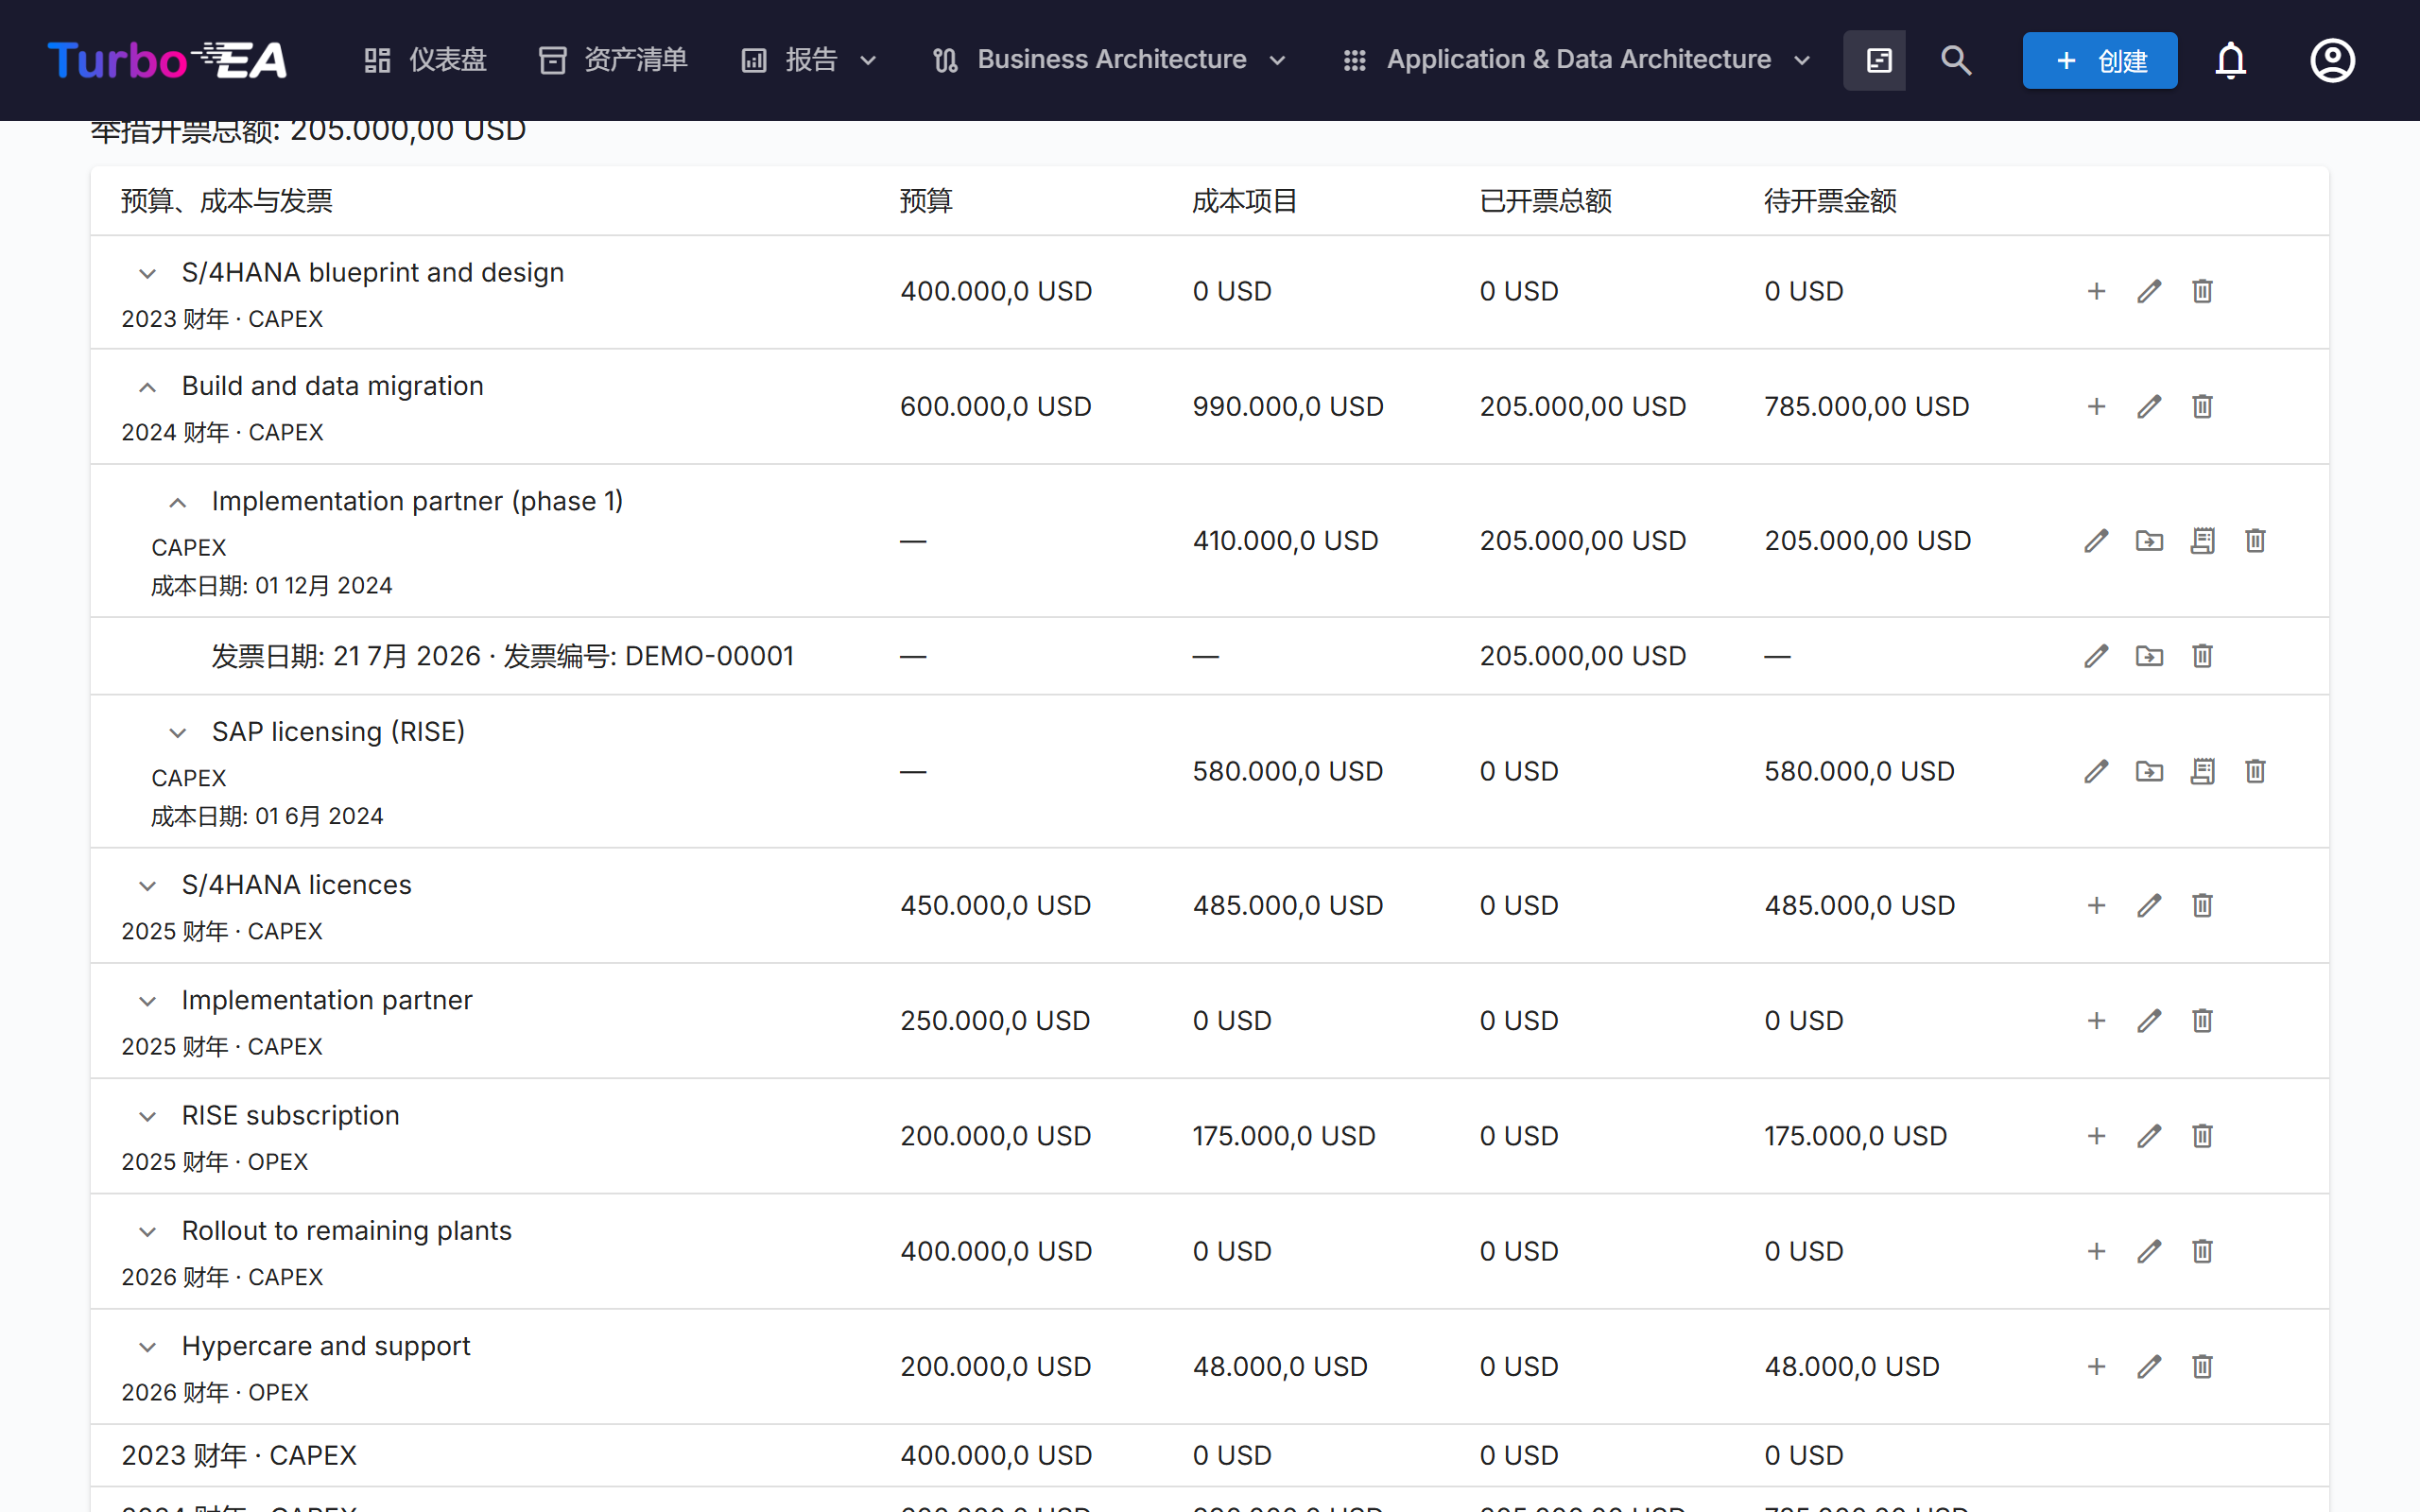 Turbo EA 仪表盘 资产清单 报告 Business Architecture Application & Data Architecture + 创建
举措开票总额: 205.000,00 USD
预算、成本与发票 预算 成本项目 已开票总额 待开票金额
S/4HANA blueprint and design
2023 财年 · CAPEX
400.000,0 USD 0 USD 0 USD 0 USD
Build and data migration
2024 财年 · CAPEX
600.000,0 USD 990.000,0 USD 205.000,00 USD 785.000,00 USD
Implementation partner (phase 1)
CAPEX
成本日期: 01 12月 2024
— 410.000,0 USD 205.000,00 USD 205.000,00 USD
发票日期: 21 7月 2026 · 发票编号: DEMO-00001 — — 205.000,00 USD —
SAP licensing (RISE)
CAPEX
成本日期: 01 6月 2024
— 580.000,0 USD 0 USD 580.000,0 USD
S/4HANA licences
2025 财年 · CAPEX
450.000,0 USD 485.000,0 USD 0 USD 485.000,0 USD
Implementation partner
2025 财年 · CAPEX
250.000,0 USD 0 USD 0 USD 0 USD
RISE subscription
2025 财年 · OPEX
200.000,0 USD 175.000,0 USD 0 USD 175.000,0 USD
Rollout to remaining plants
2026 财年 · CAPEX
400.000,0 USD 0 USD 0 USD 0 USD
Hypercare and support
2026 财年 · OPEX
200.000,0 USD 48.000,0 USD 0 USD 48.000,0 USD
2023 财年 · CAPEX 400.000,0 USD 0 USD 0 USD 0 USD